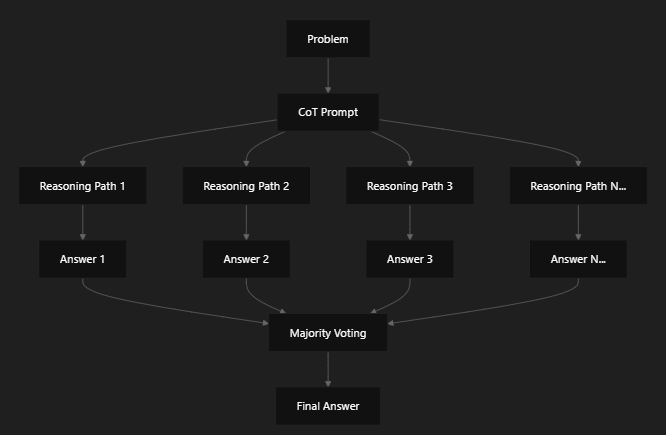 Problem
CoT Prompt
Reasoning Path 1
Reasoning Path 2
Reasoning Path 3
Reasoning Path N...
Answer 1
Answer 2
Answer 3
Answer N...
Majority Voting
Final Answer